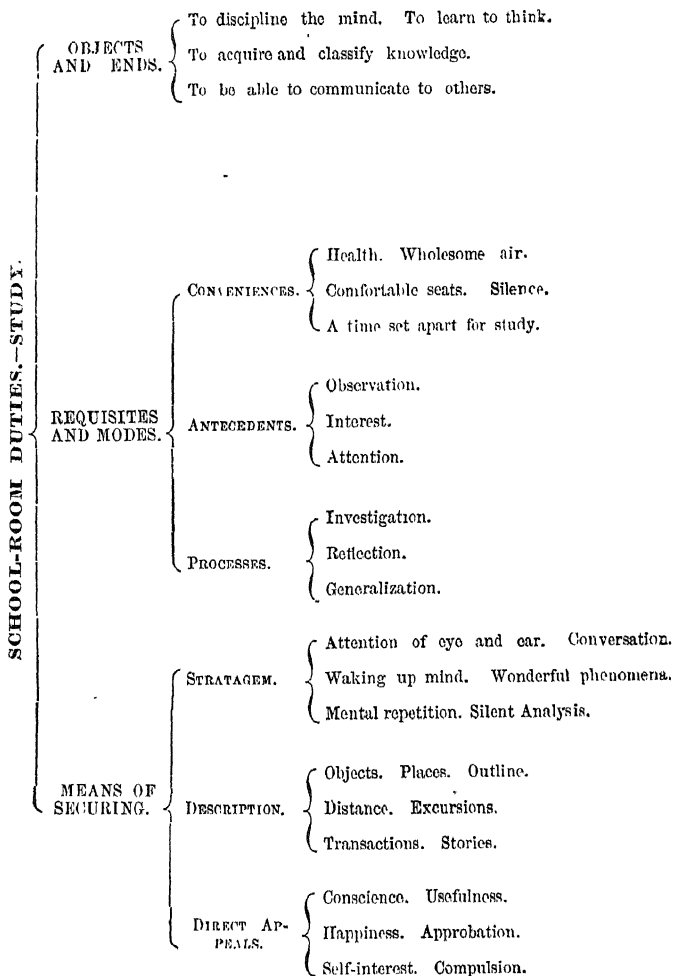 SCHOOL-ROOM DUTIES.—STUDY.
OBJECTS
AND ENDS.
To discipline the mind. To learn to think.
To acquire and classify knowledge.
To be able to communicate to others.
REQUISITES
AND MODES.
CONVENIENCES.
Health. Wholesome air.
Comfortable seats. Silence.
A time set apart for study.
ANTECEDENTS.
Observation.
Interest.
Attention.
PROCESSES.
Investigation.
Reflection.
Generalization.
MEANS OF
SECURING.
STRATAGEM.
Attention of eye and ear. Conversation.
Waking up mind. Wonderful phenomena.
Mental repetition. Silent Analysis.
DESCRIPTION.
Objects. Places. Outline.
Distance. Excursions.
Transactions. Stories.
DIRECT AP-
PEALS.
Conscience. Usefulness.
Happiness. Approbation.
Self-interest. Compulsion.